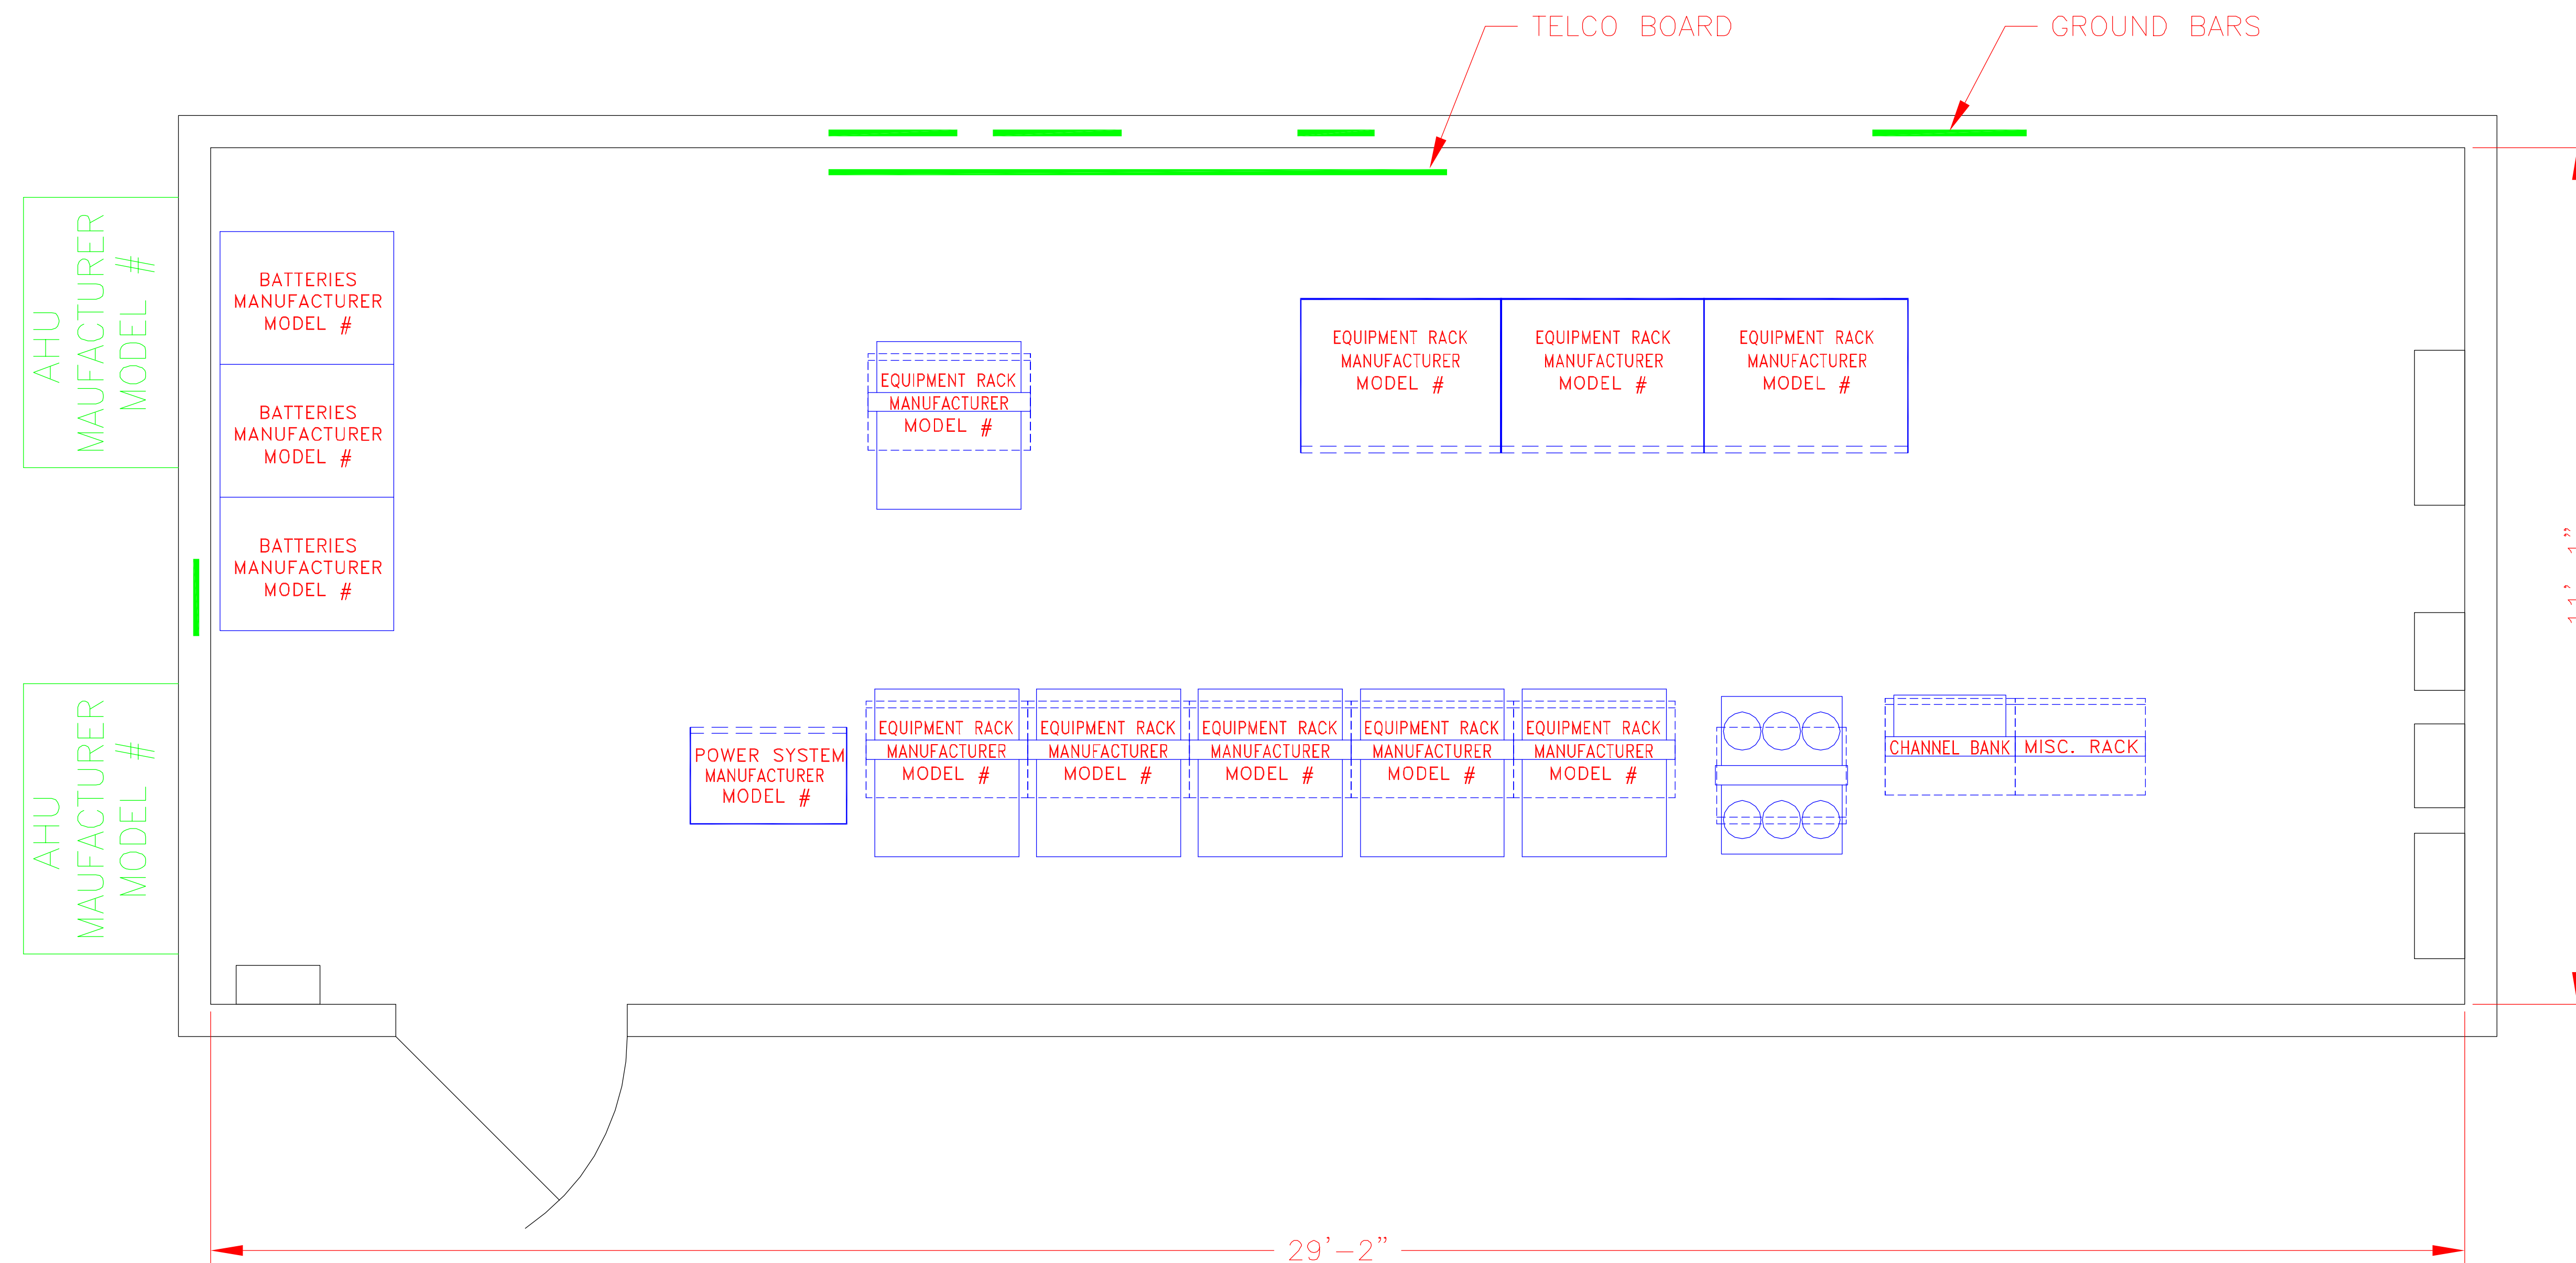 TELCO BOARD
GROUND BARS
AHU
MAUFACTURER
MODEL #
BATTERIES
MANUFACTURER
MODEL #
BATTERIES
MANUFACTURER
MODEL #
BATTERIES
MANUFACTURER
MODEL #
EQUIPMENT RACK
MANUFACTURER
MODEL #
EQUIPMENT RACK
MANUFACTURER
MODEL #
EQUIPMENT RACK
MANUFACTURER
MODEL #
EQUIPMENT RACK
MANUFACTURER
MODEL #
AHU
MAUFACTURER
MODEL #
POWER SYSTEM
MANUFACTURER
MODEL #
EQUIPMENT RACK
MANUFACTURER
MODEL #
EQUIPMENT RACK
MANUFACTURER
MODEL #
EQUIPMENT RACK
MANUFACTURER
MODEL #
EQUIPMENT RACK
MANUFACTURER
MODEL #
EQUIPMENT RACK
MANUFACTURER
MODEL #
CHANNEL BANK
MISC. RACK
29'-2"